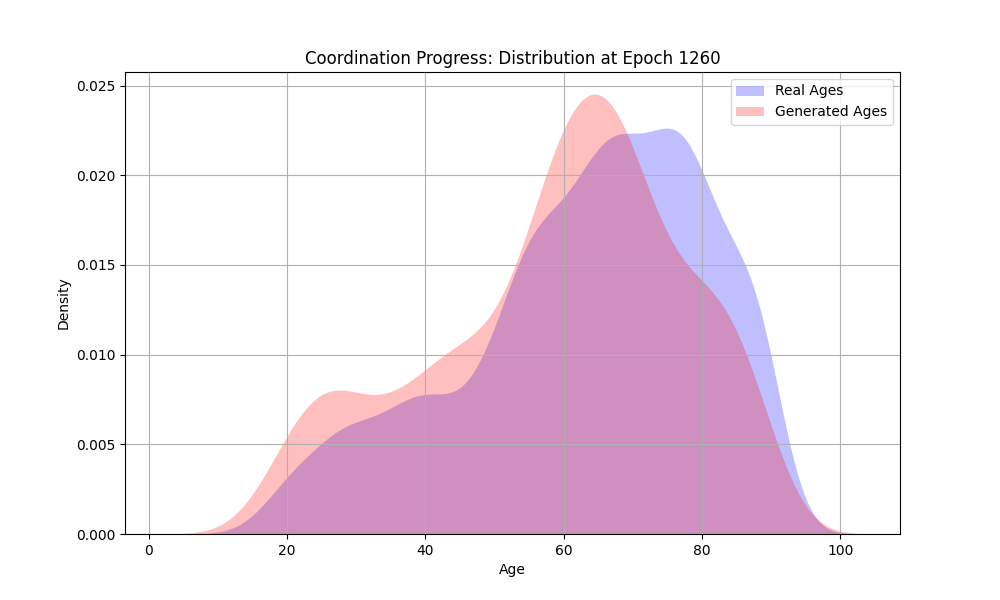 Coordination Progress: Distribution at Epoch 1260
Real Ages
Generated Ages
0.025
0.020
0.015
0.010
0.005
0.000
Density
0 20 40 60 80 100
Age